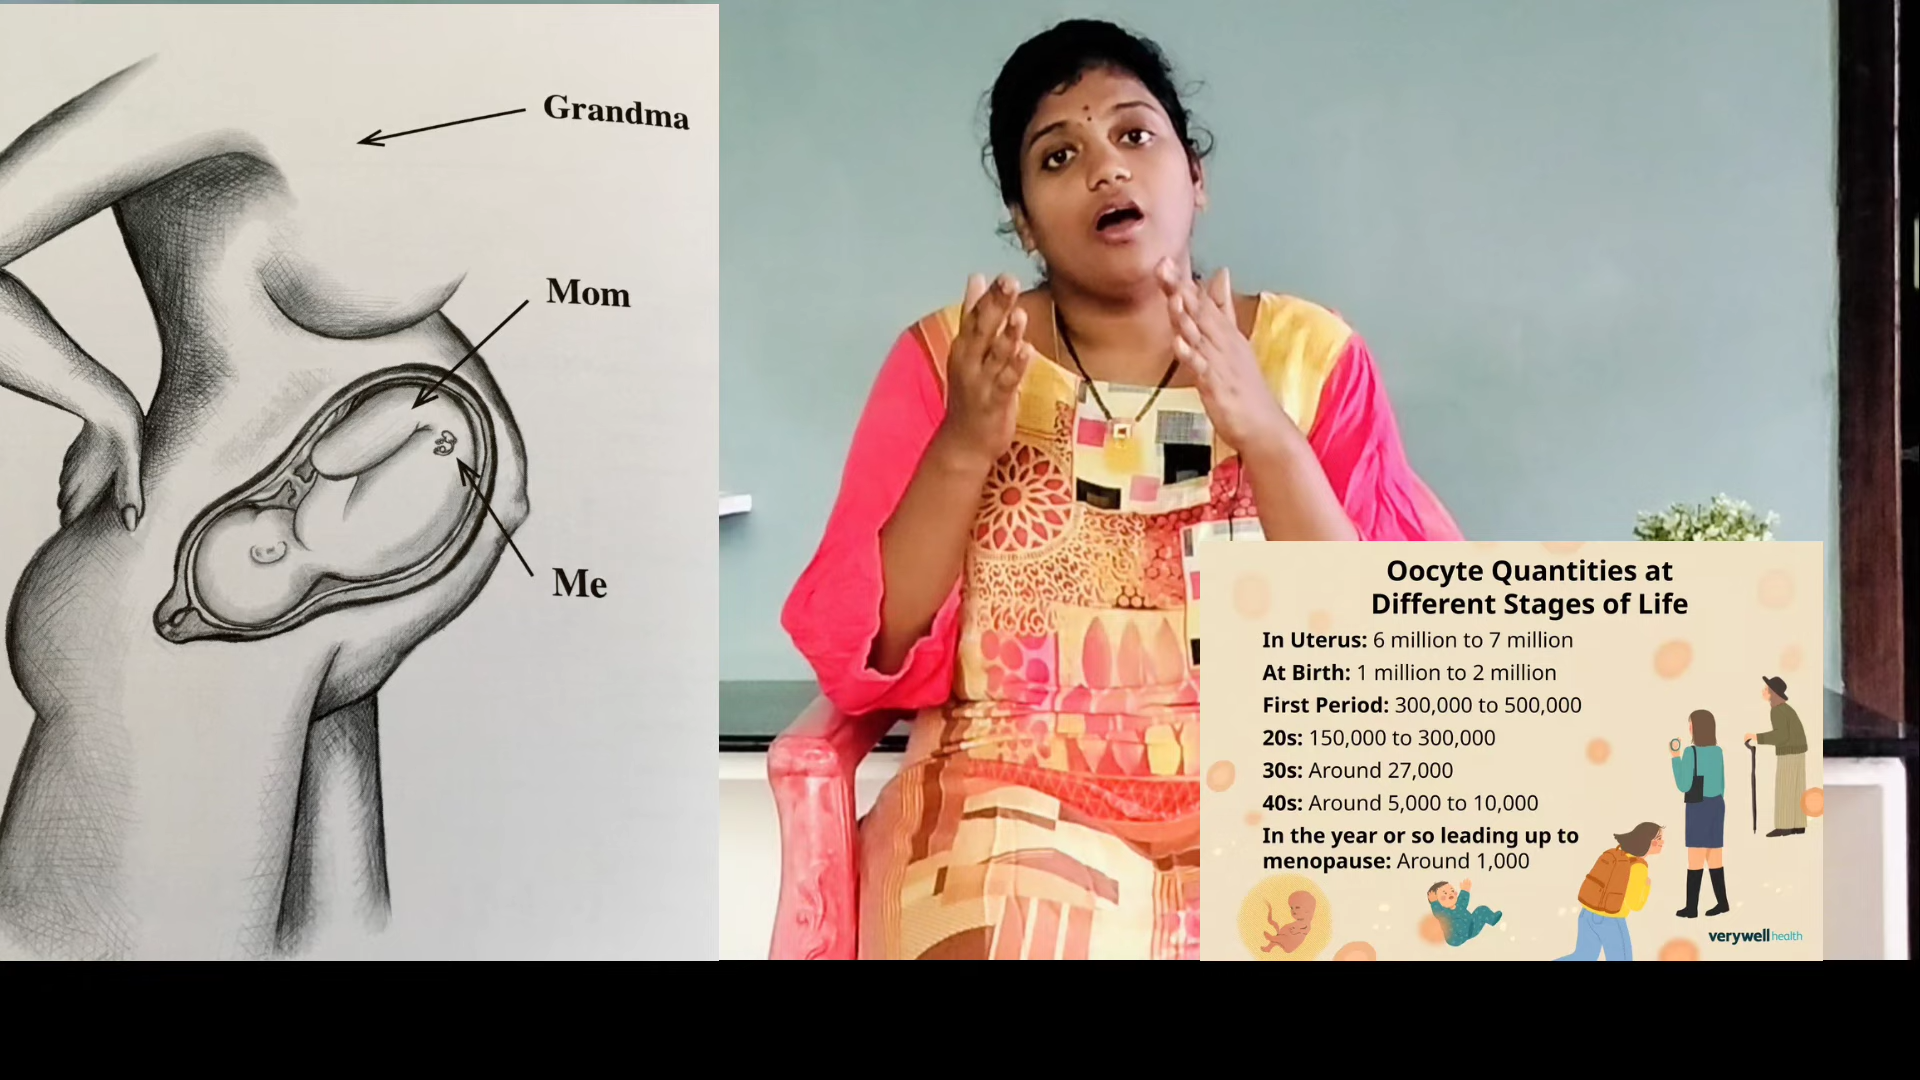 Grandma
Mom
Me
Oocyte Quantities at
Different Stages of Life
In Uterus: 6 million to 7 million
At Birth: 1 million to 2 million
First Period: 300,000 to 500,000
20s: 150,000 to 300,000
30s: Around 27,000
40s: Around 5,000 to 10,000
In the year or so leading up to
menopause: Around 1,000
verywell health